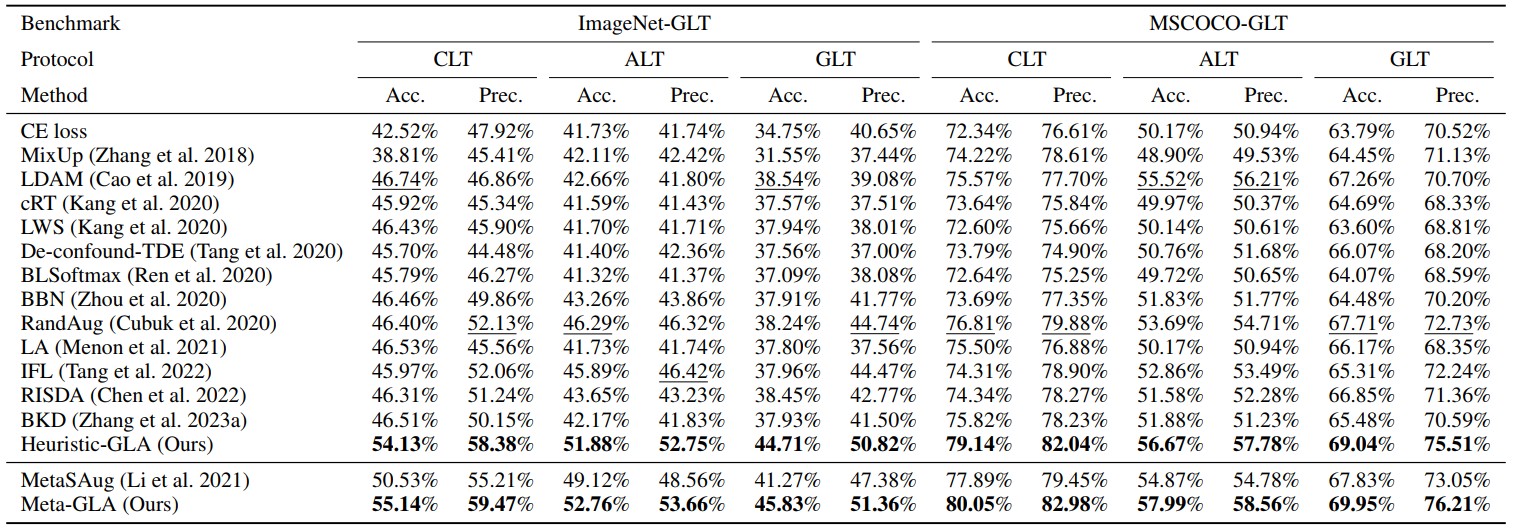 Benchmark ImageNet-GLT MSCOCO-GLT
Protocol CLT ALT GLT CLT ALT GLT
Method Acc. Prec. Acc. Prec. Acc. Prec. Acc. Prec. Acc. Prec. Acc. Prec.
CE loss 42.52% 47.92% 41.73% 41.74% 34.75% 40.65% 72.34% 76.61% 50.17% 50.94% 63.79% 70.52%
MixUp (Zhang et al. 2018) 38.81% 45.41% 42.11% 42.42% 31.55% 37.44% 74.22% 78.61% 48.90% 49.53% 64.45% 71.13%
LDAM (Cao et al. 2019) 46.74% 46.86% 42.66% 41.80% 38.54% 39.08% 75.57% 77.70% 55.52% 56.21% 67.26% 70.70%
cRT (Kang et al. 2020) 45.92% 45.34% 41.59% 41.43% 37.57% 37.51% 73.64% 75.84% 49.97% 50.37% 64.69% 68.33%
LWS (Kang et al. 2020) 46.43% 45.90% 41.70% 41.71% 37.94% 38.01% 72.60% 75.66% 50.14% 50.61% 63.60% 68.81%
De-confound-TDE (Tang et al. 2020) 45.70% 44.48% 41.40% 42.36% 37.56% 37.00% 73.79% 74.90% 50.76% 51.68% 66.07% 68.20%
BLSoftmax (Ren et al. 2020) 45.79% 46.27% 41.32% 41.37% 37.09% 38.08% 72.64% 75.25% 49.72% 50.65% 64.07% 68.59%
BBN (Zhou et al. 2020) 46.46% 49.86% 43.26% 43.86% 37.91% 41.77% 73.69% 77.35% 51.83% 51.77% 64.48% 70.20%
RandAug (Cubuk et al. 2020) 46.40% 52.13% 46.29% 46.32% 38.24% 44.74% 76.81% 79.88% 53.69% 54.71% 67.71% 72.73%
LA (Menon et al. 2021) 46.53% 45.56% 41.73% 41.74% 37.80% 37.56% 75.50% 76.88% 50.17% 50.94% 66.17% 68.35%
IFL (Tang et al. 2022) 45.97% 52.06% 45.89% 46.42% 37.96% 44.47% 74.31% 78.90% 52.86% 53.49% 65.31% 72.24%
RISDA (Chen et al. 2022) 46.31% 51.24% 43.65% 43.23% 38.45% 42.77% 74.34% 78.27% 51.58% 52.28% 66.85% 71.36%
BKD (Zhang et al. 2023a) 46.51% 50.15% 42.17% 41.83% 37.93% 41.50% 75.82% 78.23% 51.88% 51.23% 65.48% 70.59%
Heuristic-GLA (Ours) 54.13% 58.38% 51.88% 52.75% 44.71% 50.82% 79.14% 82.04% 56.67% 57.78% 69.04% 75.51%
MetaSAug (Li et al. 2021) 50.53% 55.21% 49.12% 48.56% 41.27% 47.38% 77.89% 79.45% 54.87% 54.78% 67.83% 73.05%
Meta-GLA (Ours) 55.14% 59.47% 52.76% 53.66% 45.83% 51.36% 80.05% 82.98% 57.99% 58.56% 69.95% 76.21%